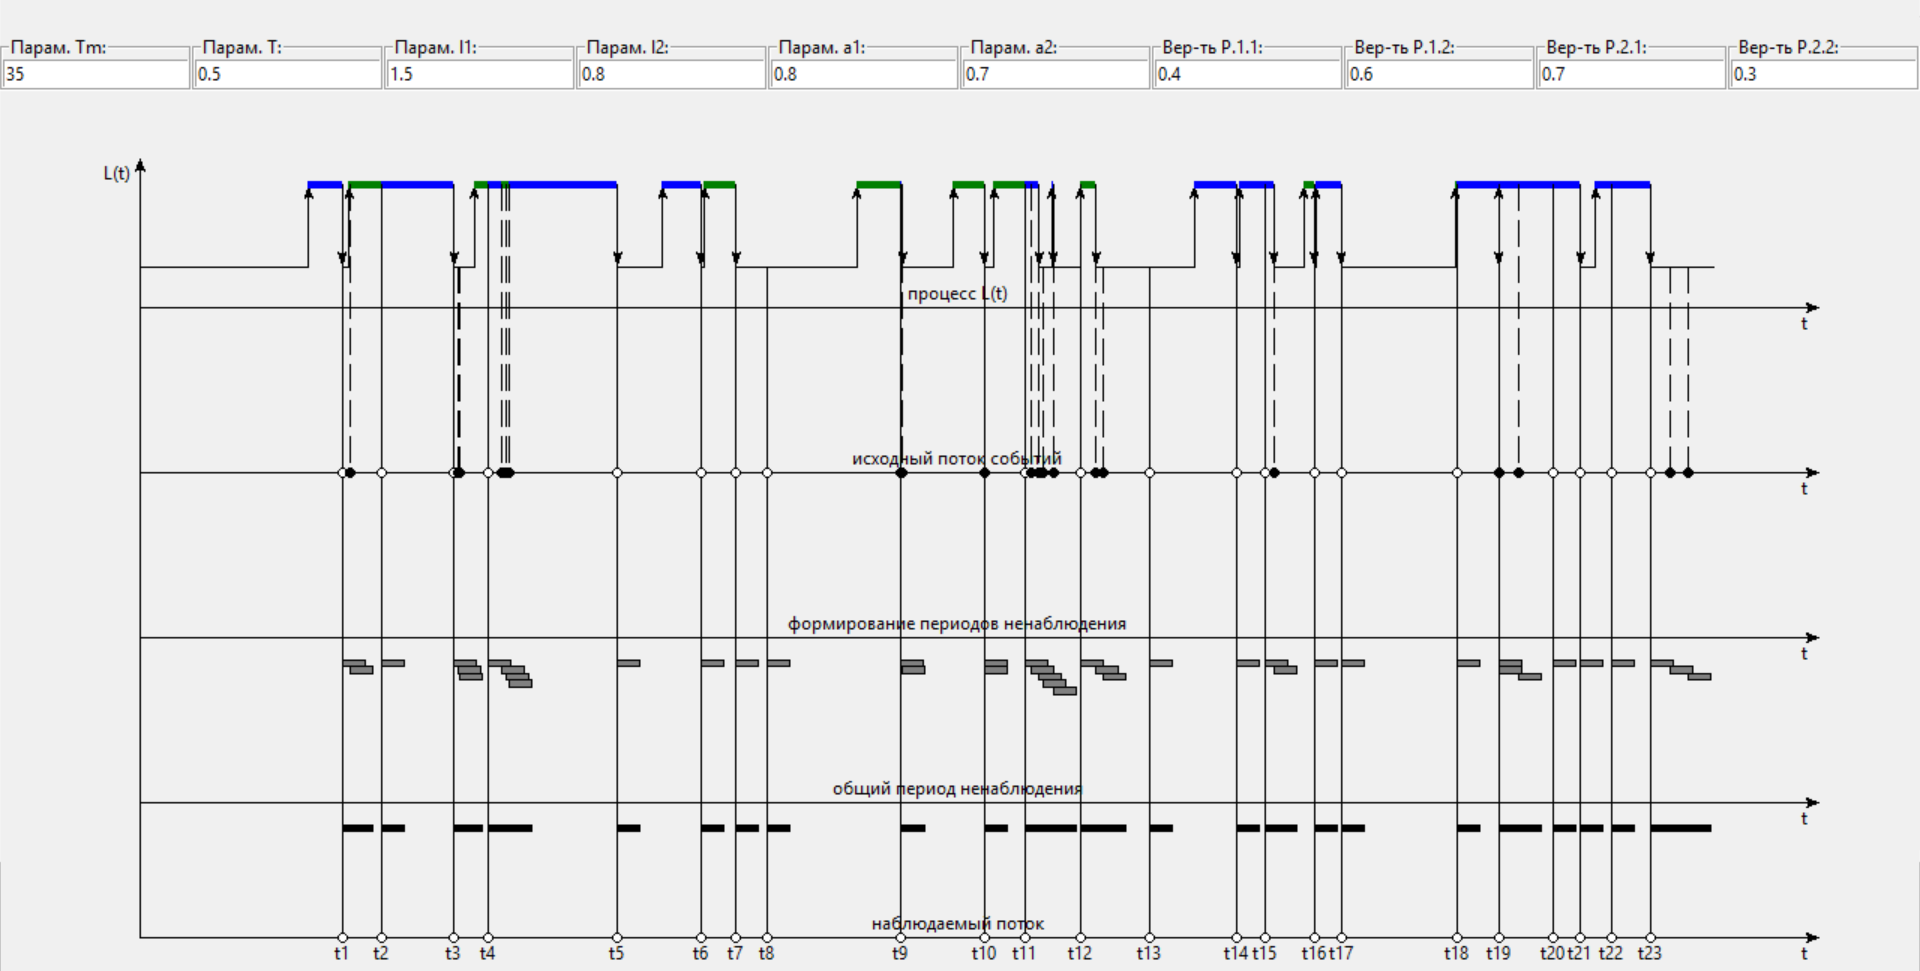 Парам. Tm: Парам. T: Парам. l1: Парам. l2: Парам. a1: Парам. a2: Вер-ть P.1.1: Вер-ть P.1.2: Вер-ть P.2.1: Вер-ть P.2.2:
35 0.5 1.5 0.8 0.8 0.7 0.4 0.6 0.7 0.3
L(t)
процесс L(t)
t
исходный поток событий
t
формирование периодов ненаблюдения
t
общий период ненаблюдения
t
наблюдаемый поток
t1 t2 t3 t4 t5 t6 t7 t8 t9 t10 t11 t12 t13 t14 t15 t16 t17 t18 t19 t20 t21 t22 t23 t